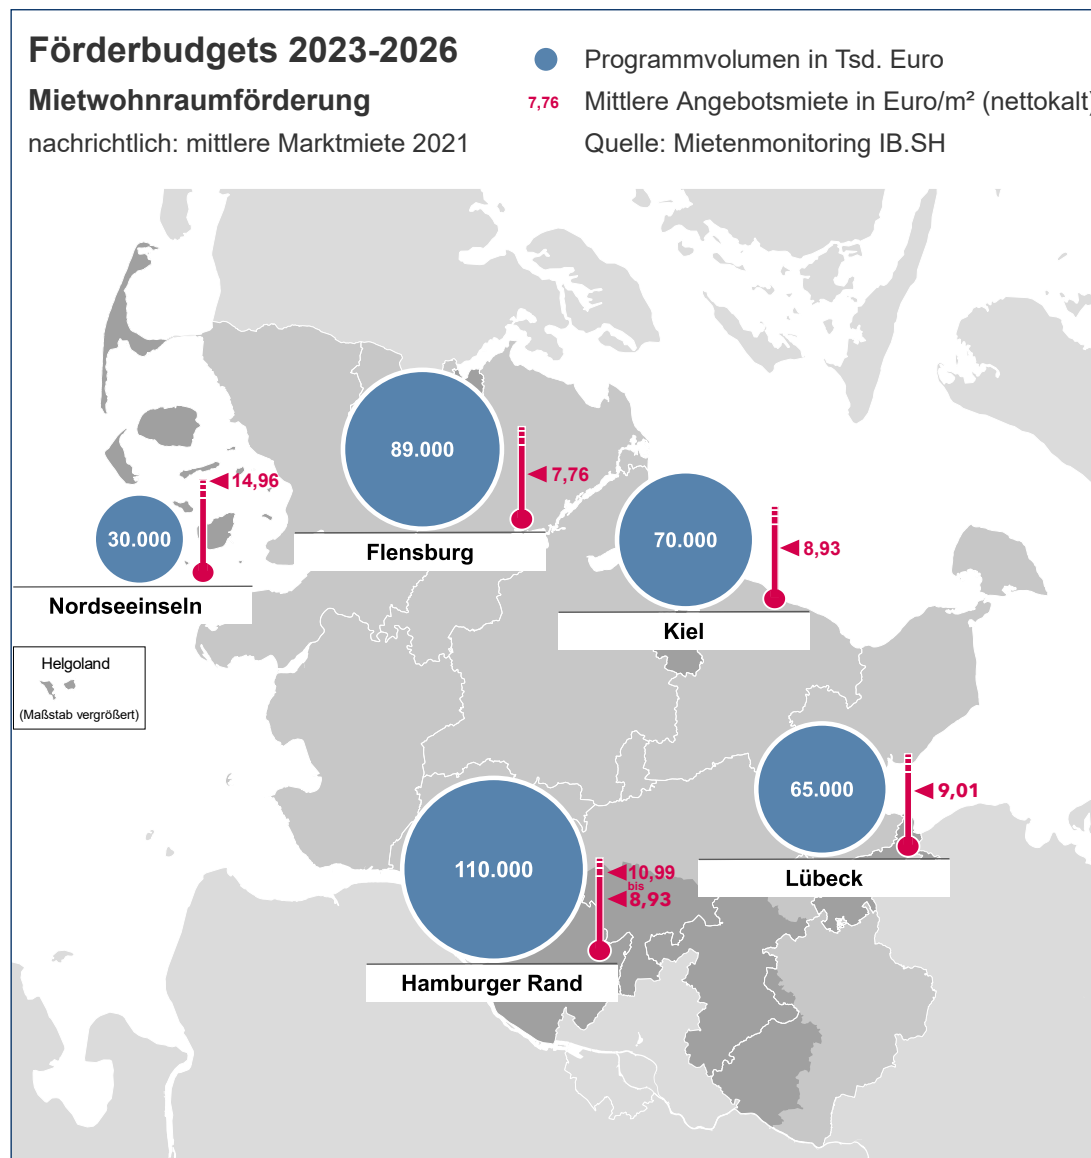 Förderbudgets 2023-2026
Mietwohnraumförderung
nachrichtlich: mittlere Marktmiete 2021
Programmvolumen in Tsd. Euro
7,76 Mittlere Angebotsmiete in Euro/m² (nettokalt)
Quelle: Mietenmonitoring IB.SH
89.000
7,76
Flensburg
14,96
30.000
Nordseeinseln
70.000
8,93
Kiel
Helgoland
(Maßstab vergrößert)
65.000
9,01
Lübeck
110.000
10,99
bis
8,93
Hamburger Rand